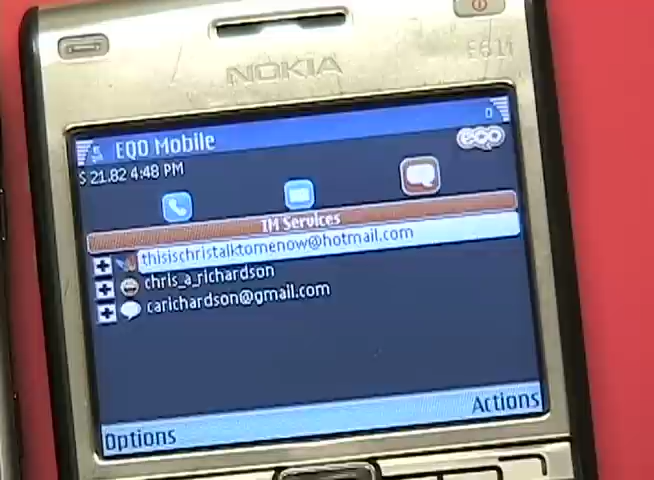 NOKIA
E61i
EQO Mobile
eqo
$ 21.82 4:48 PM
IM Services
thisischristalktomenow@hotmail.com
chris_a_richardson
carichardson@gmail.com
Options
Actions